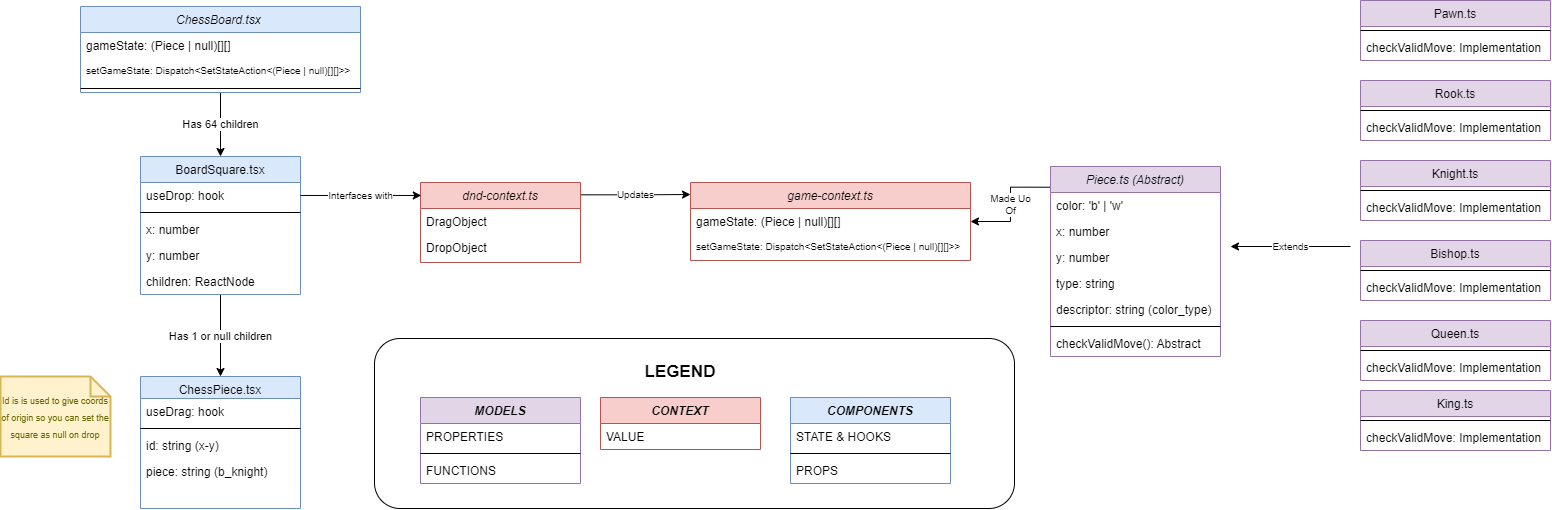 ChessBoard.tsx
gameState: (Piece | null)[][]
setGameState: Dispatch<SetStateAction<(Piece | null)[][]>>
Has 64 children
BoardSquare.tsx
useDrop: hook
x: number
y: number
children: ReactNode
Has 1 or null children
ChessPiece.tsx
useDrag: hook
id: string (x-y)
piece: string (b_knight)
Id is is used to give coords
of origin so you can set the
square as null on drop
Interfaces with
dnd-context.ts
DragObject
DropObject
Updates
game-context.ts
gameState: (Piece | null)[][]
setGameState: Dispatch<SetStateAction<(Piece | null)[][]>>
Made Uo
Of
Piece.ts (Abstract)
color: 'b' | 'w'
x: number
y: number
type: string
descriptor: string (color_type)
checkValidMove(): Abstract
Extends
Pawn.ts
checkValidMove: Implementation
Rook.ts
checkValidMove: Implementation
Knight.ts
checkValidMove: Implementation
Bishop.ts
checkValidMove: Implementation
Queen.ts
checkValidMove: Implementation
King.ts
checkValidMove: Implementation
LEGEND
MODELS
PROPERTIES
FUNCTIONS
CONTEXT
VALUE
COMPONENTS
STATE & HOOKS
PROPS